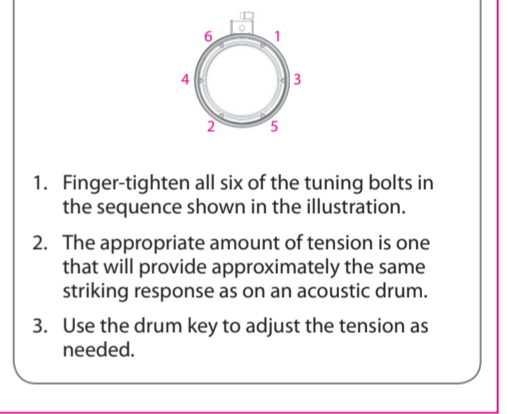 6 1
4 3
2 5
1. Finger-tighten all six of the tuning bolts in
the sequence shown in the illustration.
2. The appropriate amount of tension is one
that will provide approximately the same
striking response as on an acoustic drum.
3. Use the drum key to adjust the tension as
needed.